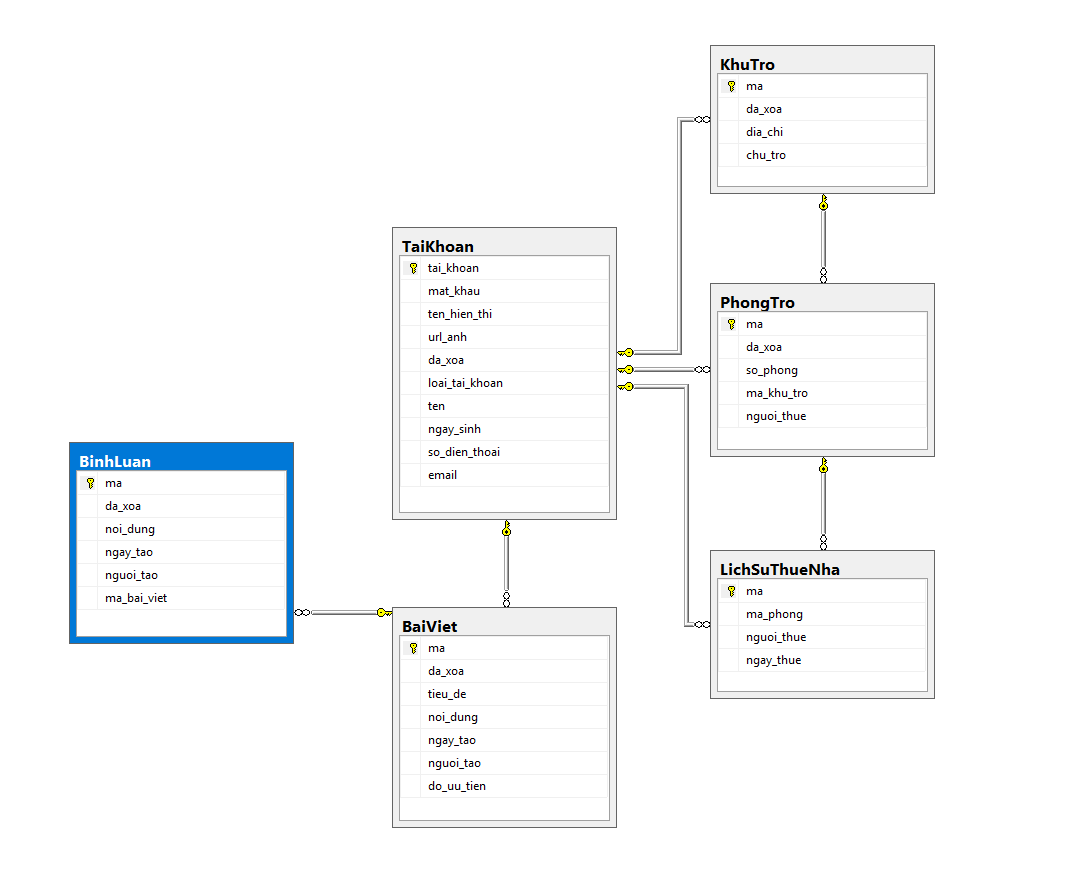 KhuTro
ma
da_xoa
dia_chi
chu_tro
TaiKhoan
tai_khoan
mat_khau
ten_hien_thi
url_anh
da_xoa
loai_tai_khoan
ten
ngay_sinh
so_dien_thoai
email
PhongTro
ma
da_xoa
so_phong
ma_khu_tro
nguoi_thue
BinhLuan
ma
da_xoa
noi_dung
ngay_tao
nguoi_tao
ma_bai_viet
LichSuThueNha
ma
ma_phong
nguoi_thue
ngay_thue
BaiViet
ma
da_xoa
tieu_de
noi_dung
ngay_tao
nguoi_tao
do_uu_tien